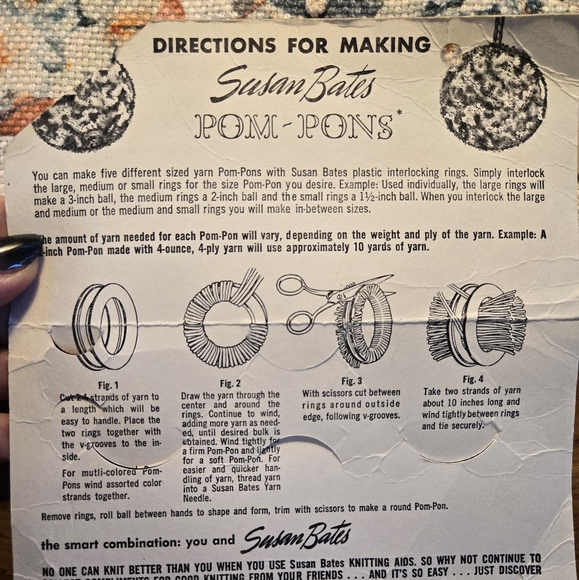 DIRECTIONS FOR MAKING
Susan Bates
POM-PONS*
You can make five different sized yarn Pom-Pons with Susan Bates plastic interlocking rings. Simply interlock
the large, medium or small rings for the size Pom-Pon you desire. Example: Used individually, the large rings will
make a 3-inch ball, the medium rings a 2-inch ball and the small rings a 1½-inch ball. When you interlock the large
and medium or the medium and small rings you will make in-between sizes.
The amount of yarn needed for each Pom-Pon will vary, depending on the weight and ply of the yarn. Example: A
-inch Pom-Pon made with 4-ounce, 4-ply yarn will use approximately 10 yards of yarn.
Fig. 1
Cut 2-4 strands of yarn to
a length which will be
easy to handle. Place the
two rings together with
the v-grooves to the in-
side.
For mutli-colored Pom-
Pons wind assorted color
strands together.
Fig. 2
Draw the yarn through the
center and around the
rings. Continue to wind,
adding more yarn as need-
ed, until desired bulk is
obtained. Wind tightly for
a firm Pom-Pon and lightly
for a soft Pom-Pon. For
easier and quicker han-
dling of yarn, thread yarn
into a Susan Bates Yarn
Needle.
Fig. 3
With scissors cut between
rings around outside
edge, following v-grooves.
Fig. 4
Take two strands of yarn
about 10 inches long and
wind tightly between rings
and tie securely.
Remove rings, roll ball between hands to shape and form, trim with scissors to make a round Pom-Pon.
the smart combination: you and Susan Bates
NO ONE CAN KNIT BETTER THAN YOU WHEN YOU USE Susan Bates KNITTING AIDS. SO WHY NOT CONTINUE TO
COMPLIMENTS FOR GOOD KNITTING FROM YOUR FRIENDS . . . AND IT'S SO EASY . . . JUST DISCOVER